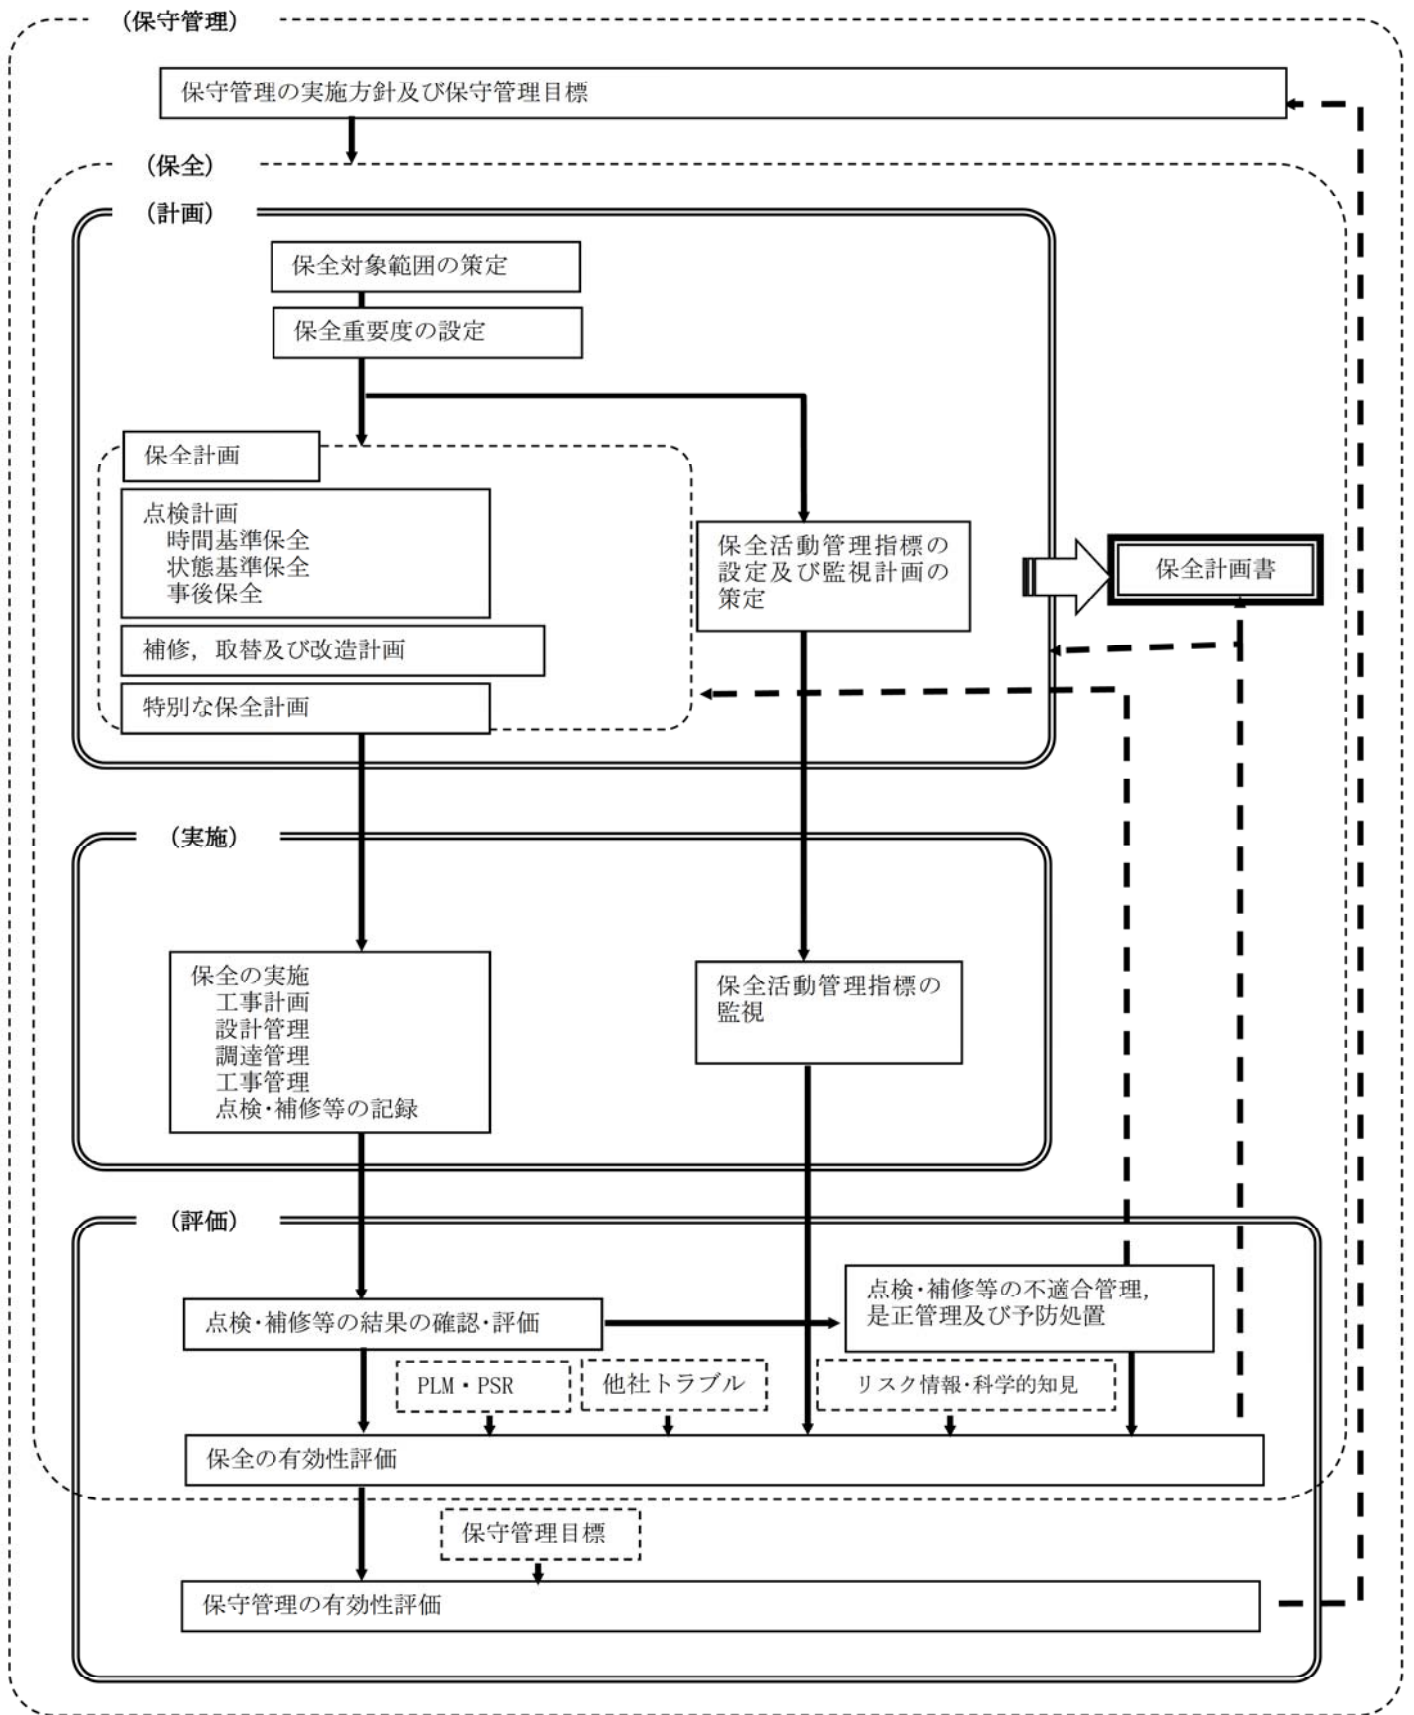 (保守管理)
保守管理の実施方針及び保守管理目標
(保全)
(計画)
保全対象範囲の策定
保全重要度の設定
保全計画
点検計画
時間基準保全
状態基準保全
事後保全
補修，取替及び改造計画
特別な保全計画
保全活動管理指標の
設定及び監視計画の
策定
保全計画書
(実施)
保全の実施
工事計画
設計管理
調達管理
工事管理
点検・補修等の記録
保全活動管理指標の
監視
(評価)
点検・補修等の結果の確認・評価
点検・補修等の不適合管理，
是正管理及び予防処置
PLM・PSR
他社トラブル
リスク情報・科学的知見
保全の有効性評価
保守管理目標
保守管理の有効性評価